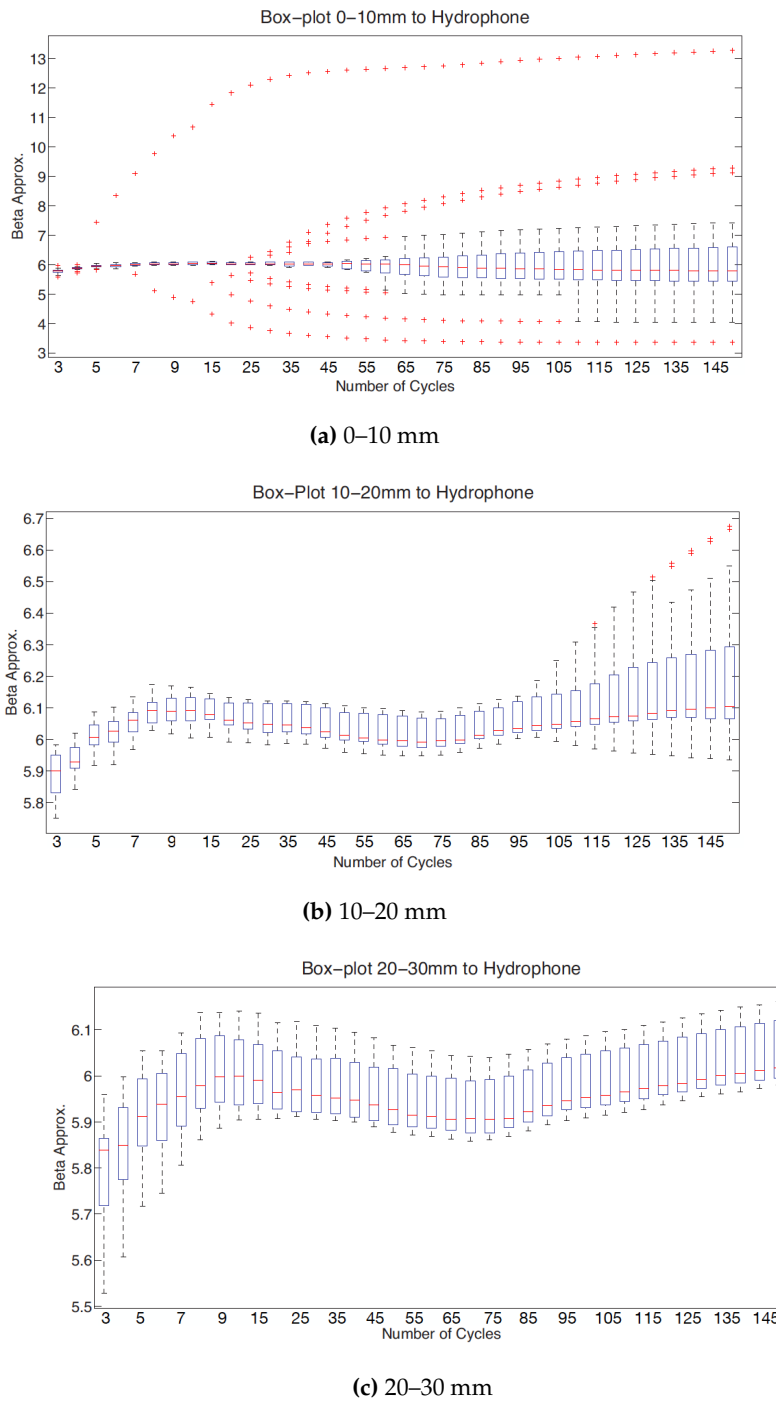 Box-plot 0-10mm to Hydrophone
13
12
11
10
9
8
7
6
5
4
3
Beta Approx.
3 5 7 9 15 25 35 45 55 65 75 85 95 105 115 125 135 145
Number of Cycles
(a) 0–10 mm
Box-Plot 10-20mm to Hydrophone
6.7
6.6
6.5
6.4
6.3
6.2
6.1
6
5.9
5.8
Beta Approx.
3 5 7 9 15 25 35 45 55 65 75 85 95 105 115 125 135 145
Number of Cycles
(b) 10–20 mm
Box-plot 20-30mm to Hydrophone
6.1
6
5.9
5.8
5.7
5.6
5.5
Beta Approx.
3 5 7 9 15 25 35 45 55 65 75 85 95 105 115 125 135 145
Number of Cycles
(c) 20–30 mm